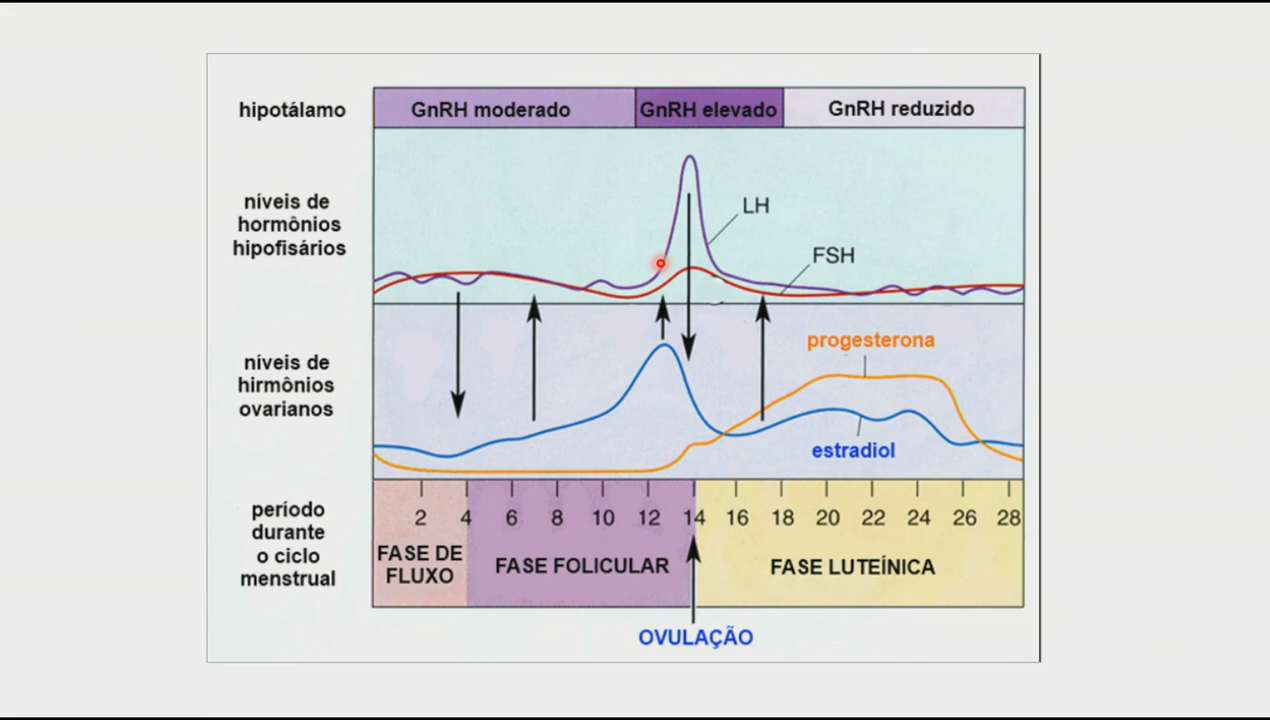 hipotálamo
GnRH moderado
GnRH elevado
GnRH reduzido
níveis de
hormônios
hipofisários
LH
FSH
níveis de
hirmônios
ovarianos
progesterona
estradiol
período
durante
o ciclo
menstrual
2 4 6 8 10 12 14 16 18 20 22 24 26 28
FASE DE
FLUXO
FASE FOLICULAR
FASE LUTEÍNICA
OVULAÇÃO